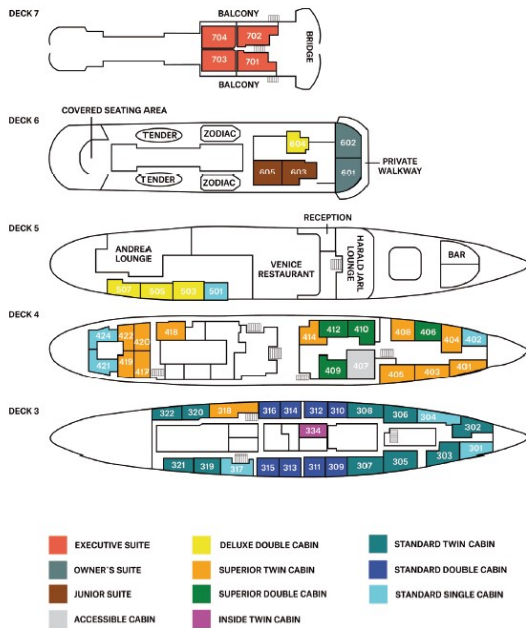 DECK 7
BALCONY
704 702
703 701
BRIDGE
BALCONY
COVERED SEATING AREA
DECK 6
TENDER ZODIAC
604
602
605 603
601
TENDER ZODIAC
PRIVATE
WALKWAY
DECK 5
RECEPTION
ANDREA
LOUNGE
VENICE
RESTAURANT
HARALD JARL
LOUNGE
BAR
507 505 503 501
DECK 4
424 422 420 418 414 412 410 408 406 404 402
421 419 417 409 407 405 403 401
DECK 3
322 320 318 316 314 312 310 308 306 304 302
334
321 319 317 315 313 311 309 307 305 303 301
EXECUTIVE SUITE
OWNER'S SUITE
JUNIOR SUITE
ACCESSIBLE CABIN
DELUXE DOUBLE CABIN
SUPERIOR TWIN CABIN
SUPERIOR DOUBLE CABIN
INSIDE TWIN CABIN
STANDARD TWIN CABIN
STANDARD DOUBLE CABIN
STANDARD SINGLE CABIN